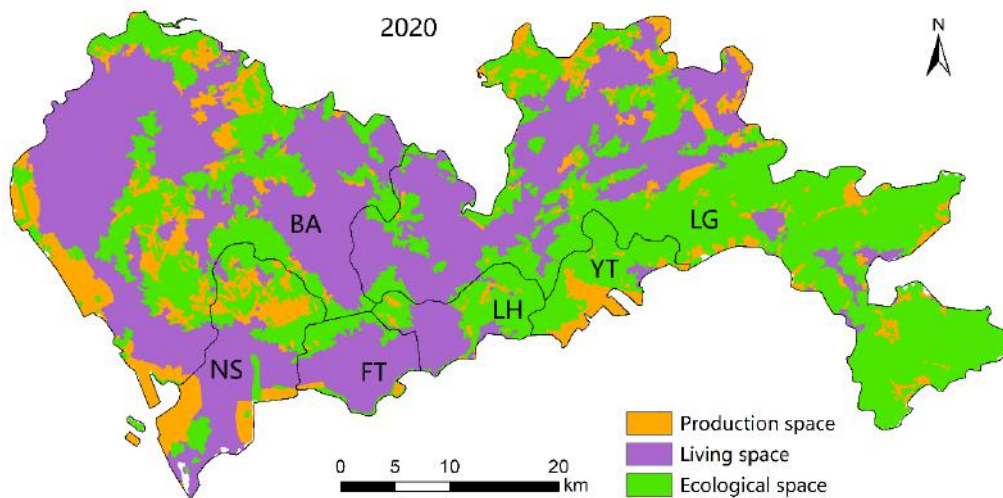 2020
N
BA
LG
YT
LH
NS
FT
Production space
Living space
Ecological space
0 5 10 20
km